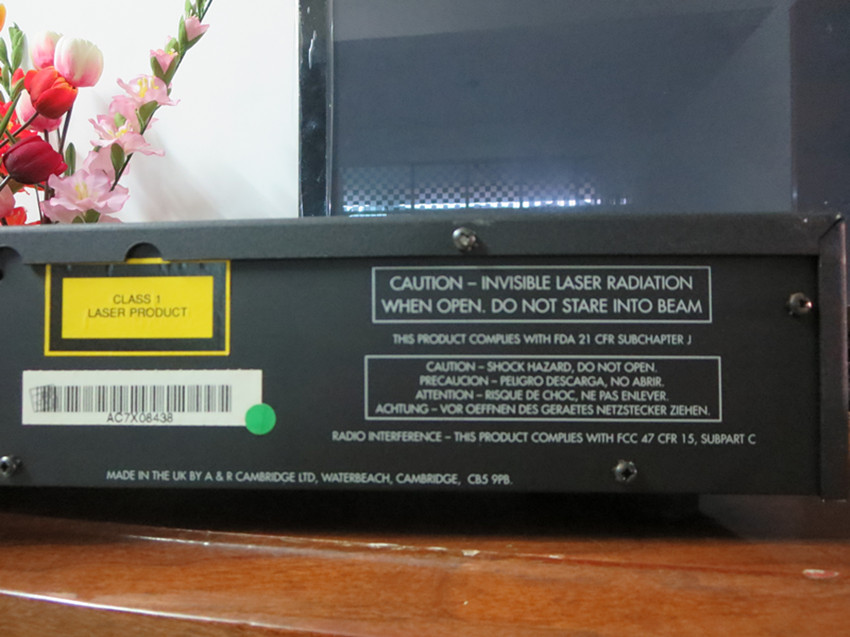 CLASS 1
LASER PRODUCT
AC7X08438
CAUTION – INVISIBLE LASER RADIATION
WHEN OPEN. DO NOT STARE INTO BEAM
THIS PRODUCT COMPLIES WITH FDA 21 CFR SUBCHAPTER J
CAUTION – SHOCK HAZARD, DO NOT OPEN.
PRECAUCION – PELIGRO DESCARGA, NO ABRIR.
ATTENTION – RISQUE DE CHOC, NE PAS ENLEVER.
ACHTUNG – VOR OEFFNEN DES GERAETES NETZSTECKER ZIEHEN.
RADIO INTERFERENCE – THIS PRODUCT COMPLIES WITH FCC 47 CFR 15, SUBPART C
MADE IN THE UK BY A & R CAMBRIDGE LTD, WATERBEACH, CAMBRIDGE, CB5 9PB.